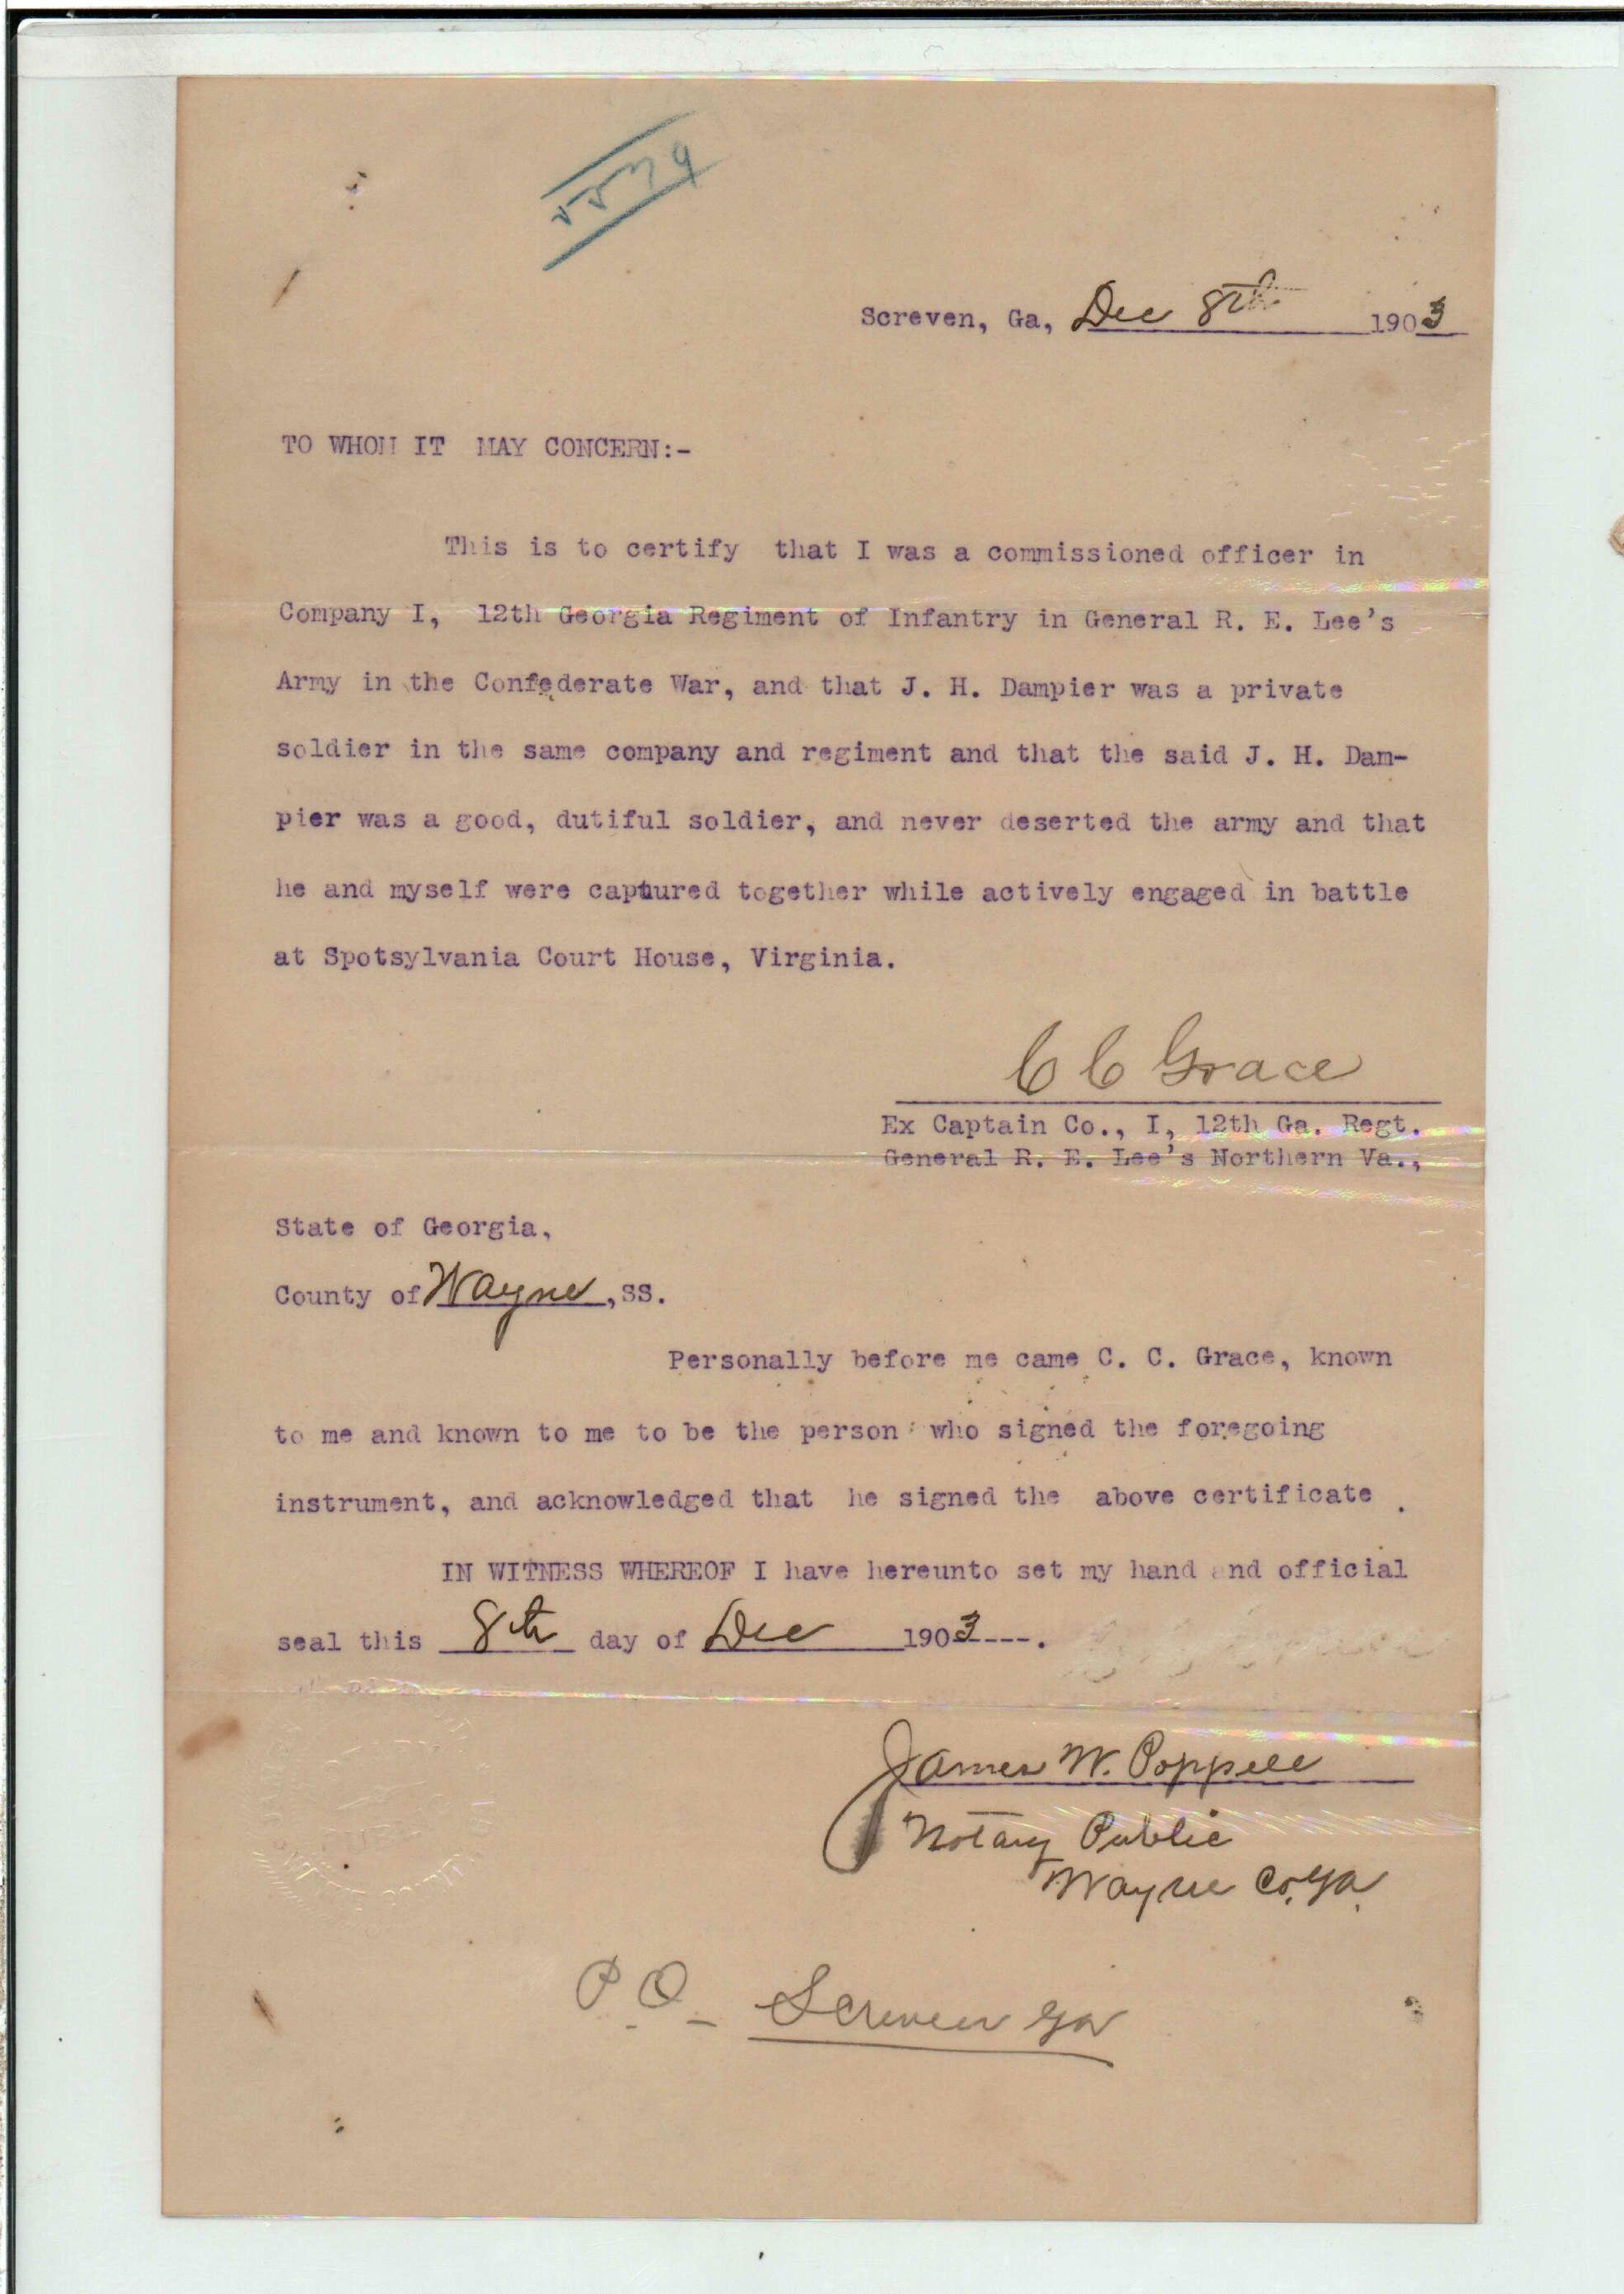 5579
Screven, Ga, Dec 8th 1903
TO WHOM IT MAY CONCERN:-
This is to certify that I was a commissioned officer in
Company I, 12th Georgia Regiment of Infantry in General R. E. Lee's
Army in the Confederate War, and that J. H. Dampier was a private
soldier in the same company and regiment and that the said J. H. Dam-
pier was a good, dutiful soldier, and never deserted the army and that
he and myself were captured together while actively engaged in battle
at Spotsylvania Court House, Virginia.
C C Grace
Ex Captain Co., I, 12th Ga. Regt.
General R. E. Lee's Northern Va.,
State of Georgia,
County of Wayne, SS.
Personally before me came C. C. Grace, known
to me and known to me to be the person who signed the foregoing
instrument, and acknowledged that he signed the above certificate .
IN WITNESS WHEREOF I have hereunto set my hand and official
seal this 8th day of Dec 1903----.
James W. Poppell
Notary Public
Wayne Co, Ga.
P. O. - Screven Ga